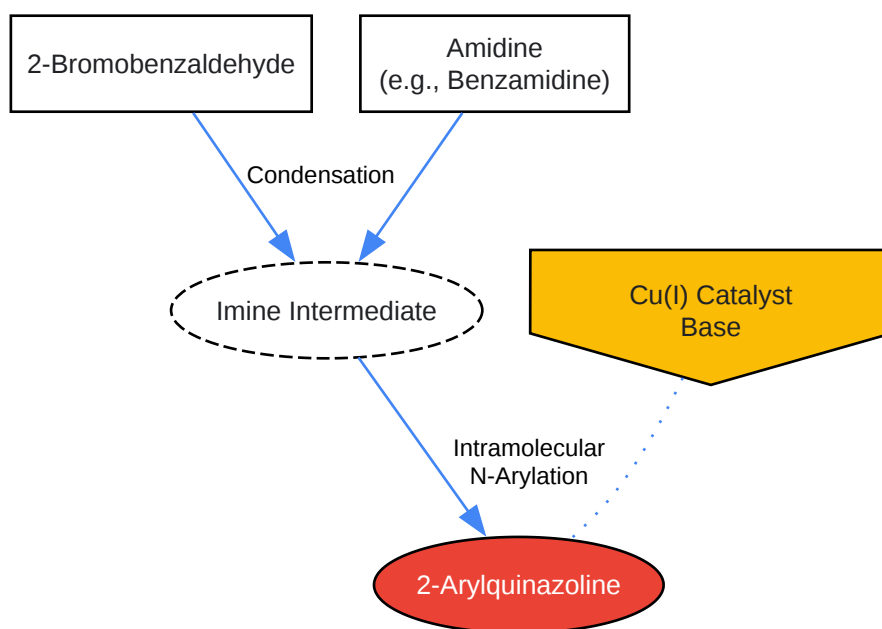 2-Bromobenzaldehyde
Amidine
(e.g., Benzamidine)
Condensation
Imine Intermediate
Cu(I) Catalyst
Base
Intramolecular
N-Arylation
2-Arylquinazoline